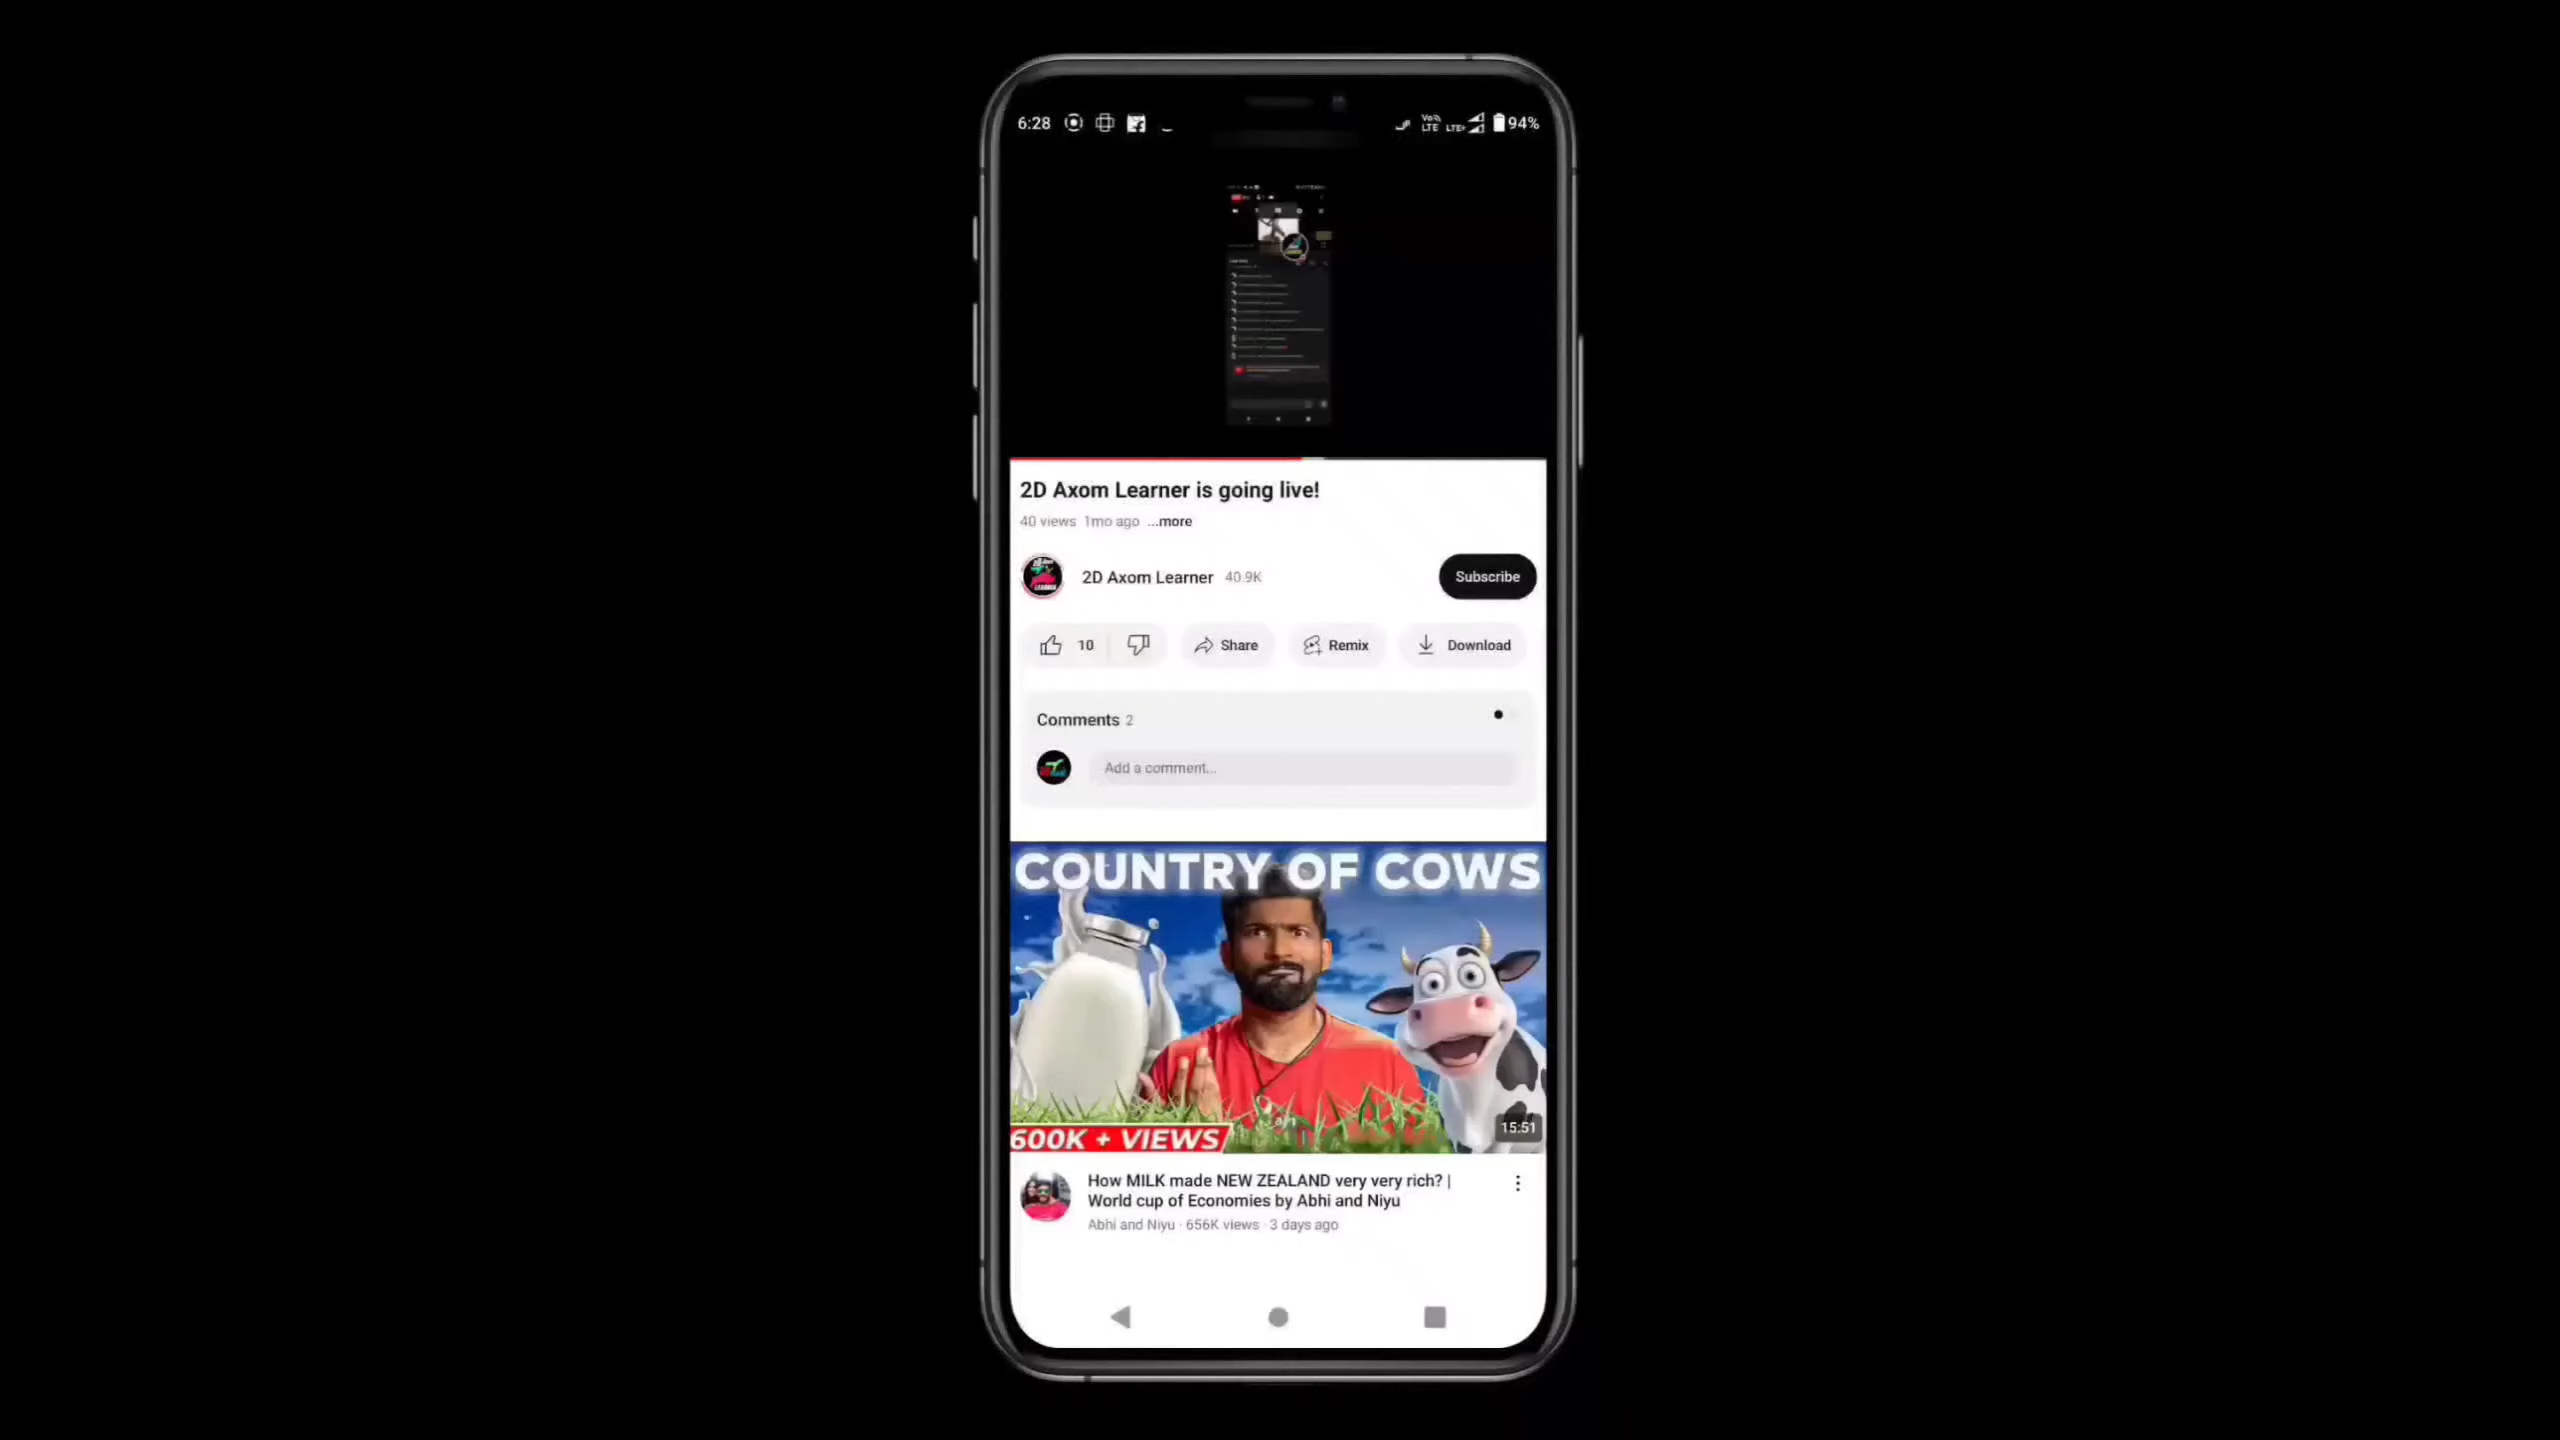 6:28
Vo
LTE LTE+ 94%
2D Axom Learner is going live!
40 views 1mo ago ...more
2D Axom Learner 40.9K
Subscribe
10
Share
Remix
Download
Comments 2
Add a comment...
COUNTRY OF COWS
600K + VIEWS
15:51
How MILK made NEW ZEALAND very very rich? |
World cup of Economies by Abhi and Niyu
Abhi and Niyu · 656K views · 3 days ago